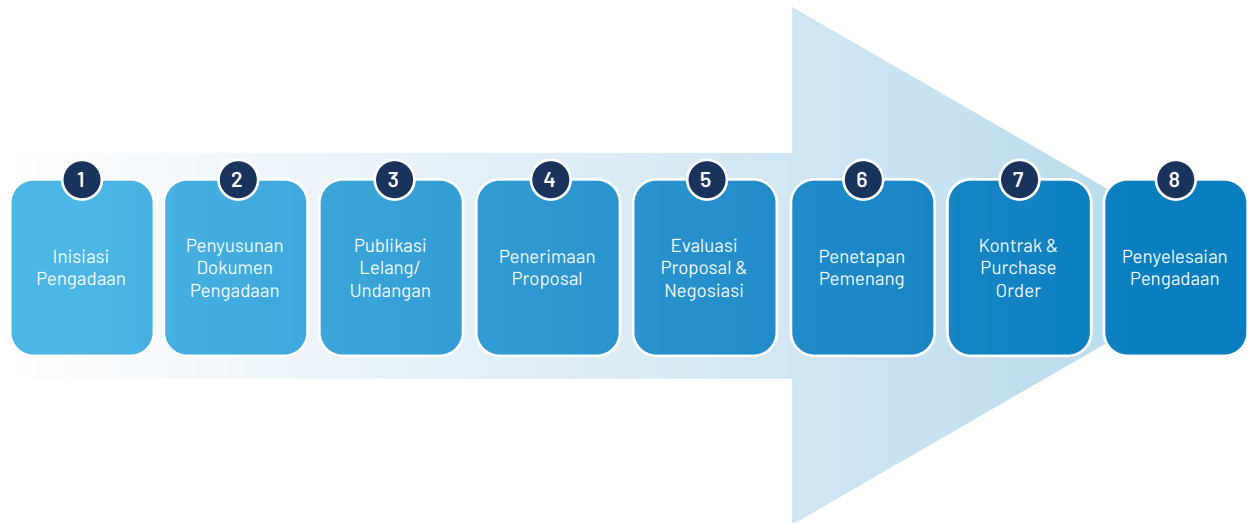 1
Inisiasi
Pengadaan
2
Penyusunan
Dokumen
Pengadaan
3
Publikasi
Lelang/
Undangan
4
Penerimaan
Proposal
5
Evaluasi
Proposal &
Negosiasi
6
Penetapan
Pemenang
7
Kontrak &
Purchase
Order
8
Penyelesaian
Pengadaan